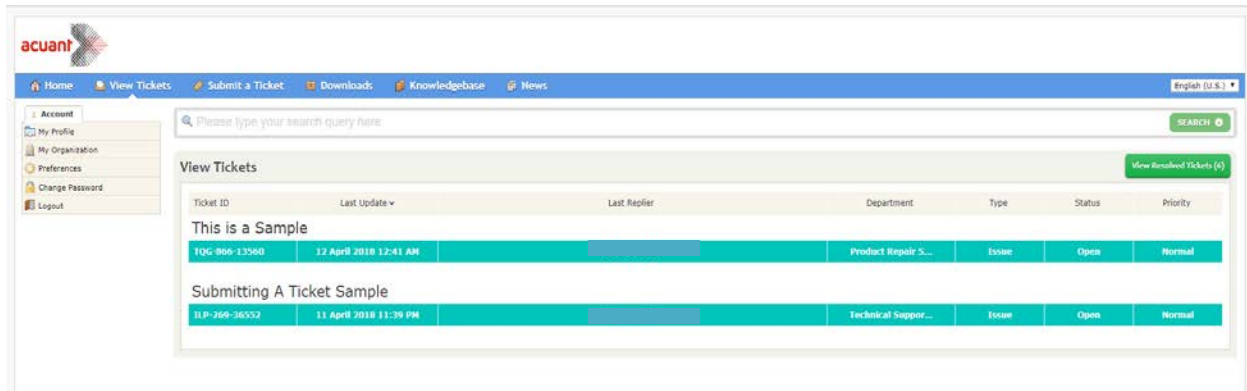 acuant
Home View Tickets Submit a Ticket Downloads Knowledgebase News English (U.S.)
Account
My Profile
My Organization
Preferences
Change Password
Logout
Please type your search query here SEARCH
View Tickets View Resolved Tickets (6)
Ticket ID Last Update Last Replier Department Type Status Priority
This is a Sample
TQG-866-13560 12 April 2018 12:41 AM Product Repair S... Issue Open Normal
Submitting A Ticket Sample
ILP-269-36552 11 April 2018 11:39 PM Technical Suppor... Issue Open Normal